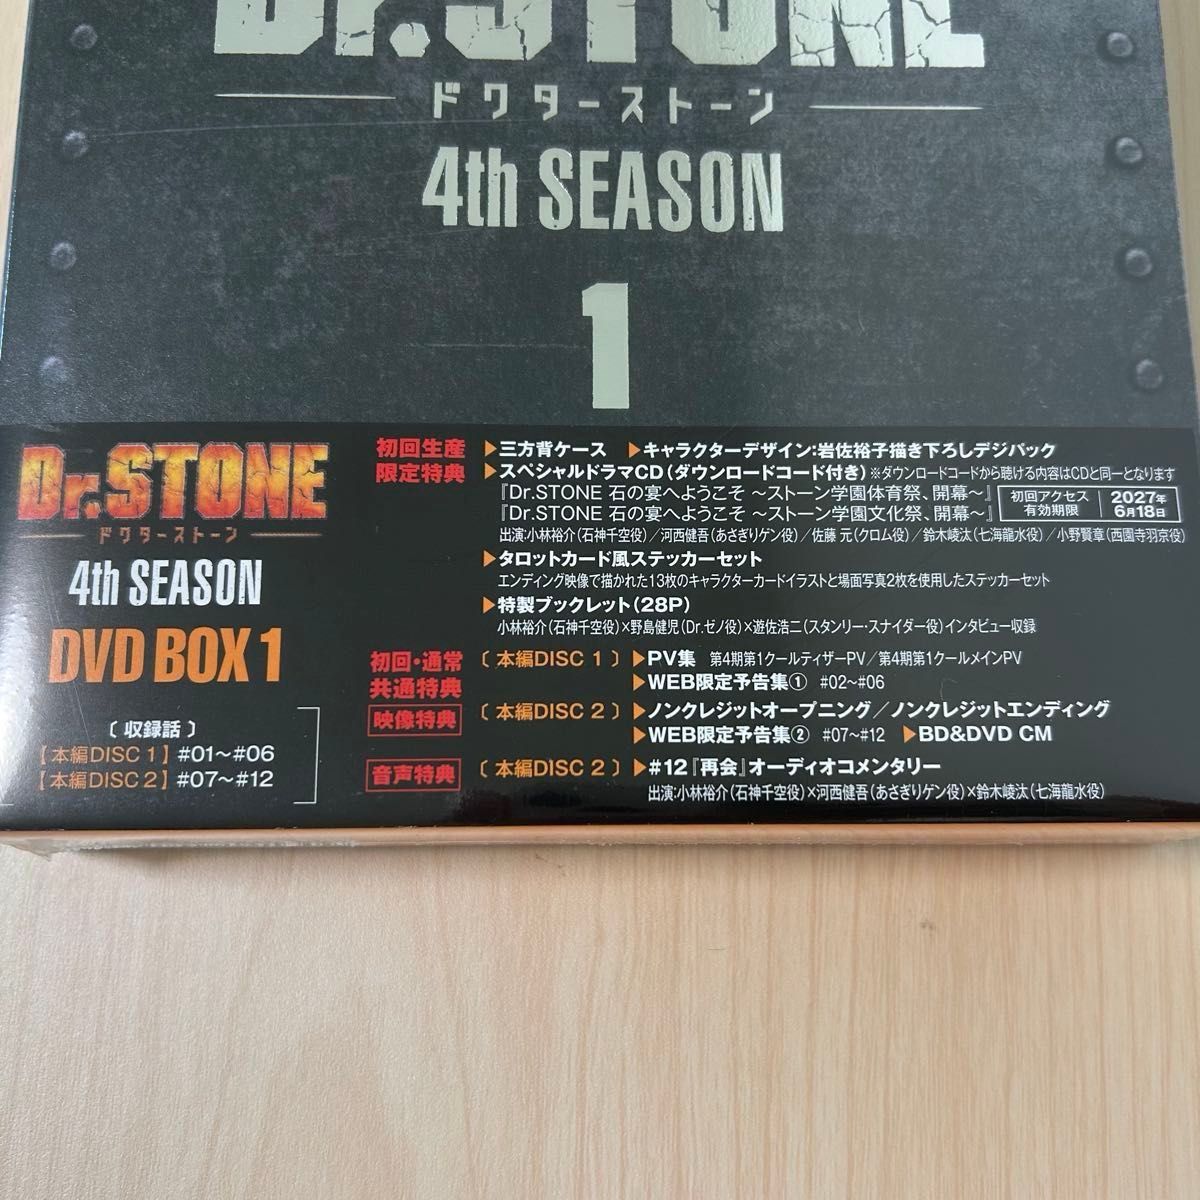 Dr.STONE
ドクターストーン
4th SEASON
1
Dr.STONE
ドクターストーン
4th SEASON
DVD BOX 1
〔 収録話 〕
【本編DISC 1】#01〜#06
【本編DISC 2】#07〜#12
初回生産
限定特典
▶三方背ケース ▶キャラクターデザイン:岩佐裕子描き下ろしデジパック
▶スペシャルドラマCD(ダウンロードコード付き) ※ダウンロードコードから聴ける内容はCDと同一となります
『Dr.STONE 石の宴へようこそ 〜ストーン学園体育祭、開幕〜』
『Dr.STONE 石の宴へようこそ 〜ストーン学園文化祭、開幕〜』
初回アクセス
有効期限
2027年
6月18日
出演:小林裕介(石神千空役)/河西健吾(あさぎりゲン役)/佐藤 元(クロム役)/鈴木崚汰(七海龍水役)/小野賢章(西園寺羽京役)
▶タロットカード風ステッカーセット
エンディング映像で描かれた13枚のキャラクターカードイラストと場面写真2枚を使用したステッカーセット
▶特製ブックレット(28P)
小林裕介(石神千空役)×野島健児(Dr.ゼノ役)×遊佐浩二(スタンリー・スナイダー役)インタビュー収録
初回・通常
共通特典
映像特典
〔 本編DISC 1 〕▶PV集 第4期第1クールティザーPV/第4期第1クールメインPV
▶WEB限定予告集① #02〜#06
〔 本編DISC 2 〕▶ノンクレジットオープニング/ノンクレジットエンディング
▶WEB限定予告集② #07〜#12 ▶BD&DVD CM
音声特典
〔 本編DISC 2 〕▶#12『再会』オーディオコメンタリー
出演:小林裕介(石神千空役)×河西健吾(あさぎりゲン役)×鈴木崚汰(七海龍水役)